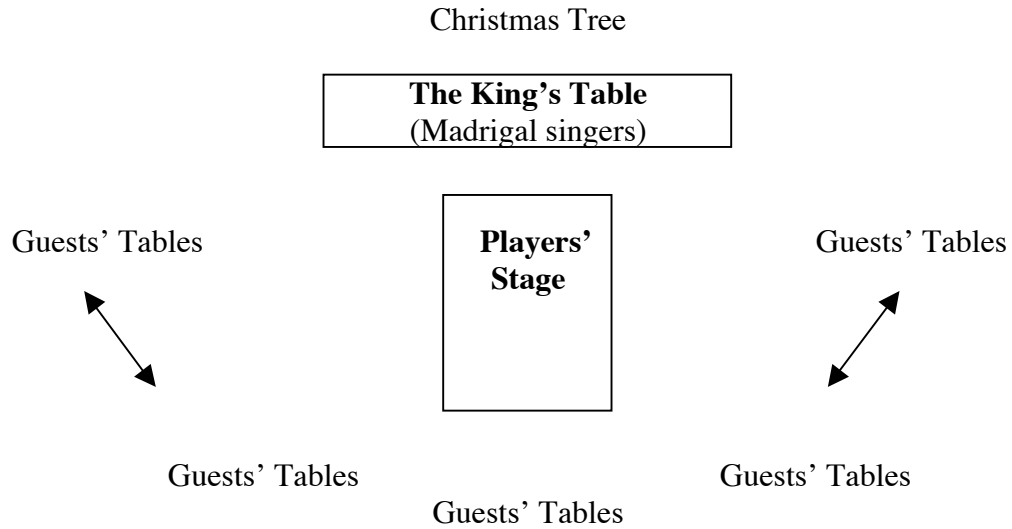 Christmas Tree
The King’s Table
(Madrigal singers)
Guests’ Tables
Players’
Stage
Guests’ Tables
Guests’ Tables
Guests’ Tables
Guests’ Tables